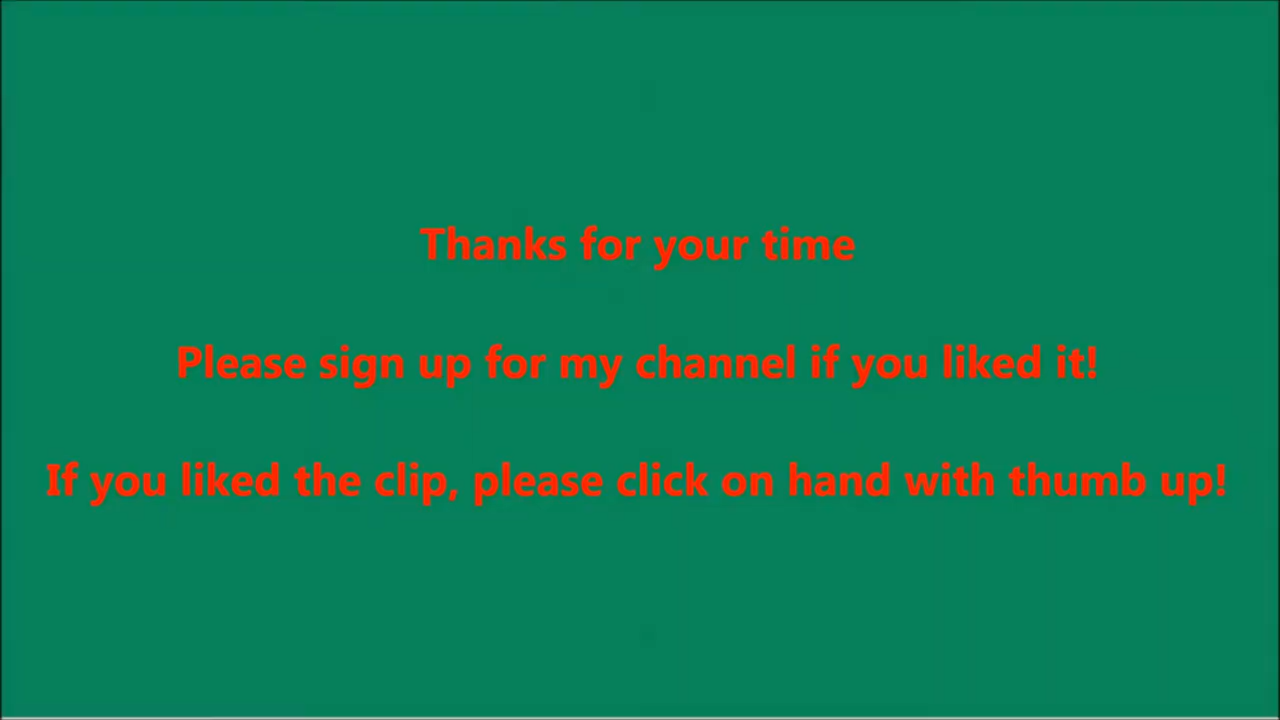 Thanks for your time
Please sign up for my channel if you liked it!
If you liked the clip, please click on hand with thumb up!